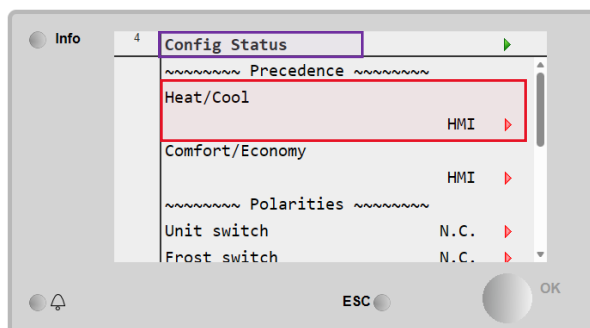 Info
4
Config Status
~~~~~~~~ Precedence ~~~~~~~~
Heat/Cool
HMI
Comfort/Economy
HMI
~~~~~~~~ Polarities ~~~~~~~~
Unit switch N.C.
Frost switch N.C.
ESC
OK